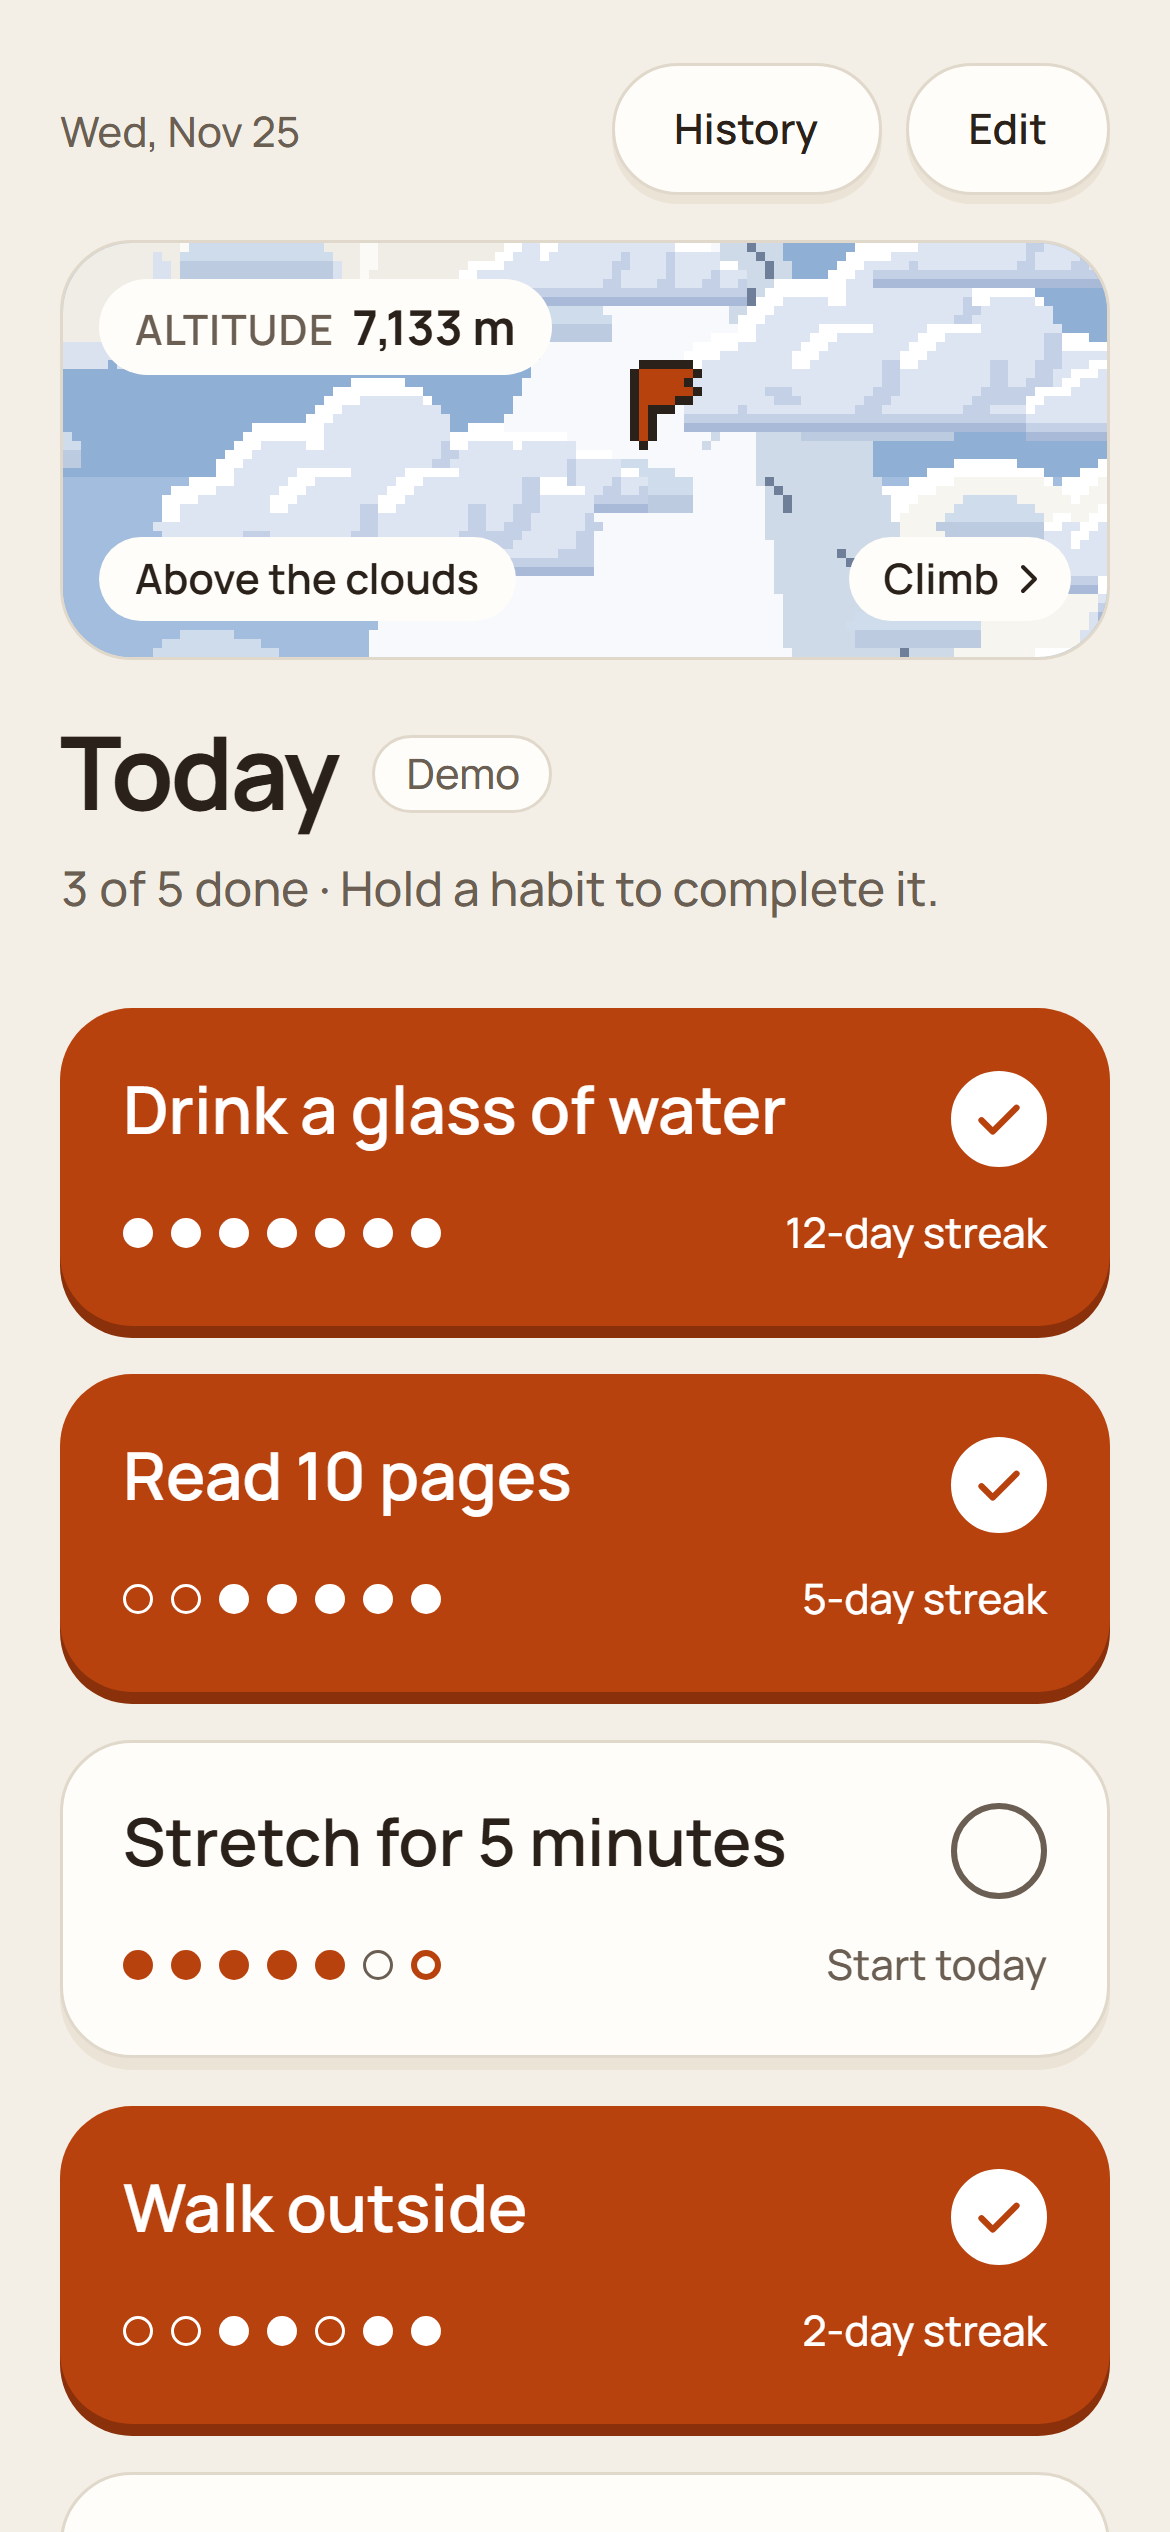 Wed, Nov 25
History
Edit
ALTITUDE 7,133 m
Above the clouds
Climb
Today
Demo
3 of 5 done · Hold a habit to complete it.
Drink a glass of water
12-day streak
Read 10 pages
5-day streak
Stretch for 5 minutes
Start today
Walk outside
2-day streak